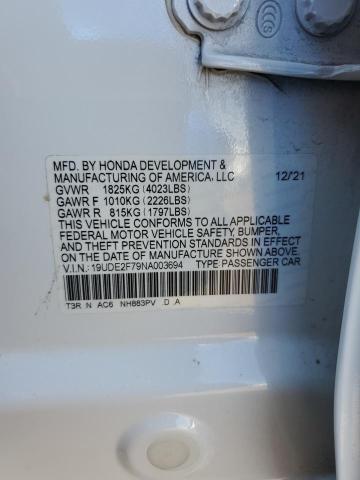 MFD. BY HONDA DEVELOPMENT &
MANUFACTURING OF AMERICA, LLC 12/21
GVWR 1825KG (4023LBS)
GAWR F 1010KG (2226LBS)
GAWR R 815KG (1797LBS)
THIS VEHICLE CONFORMS TO ALL APPLICABLE
FEDERAL MOTOR VEHICLE SAFETY, BUMPER,
AND THEFT PREVENTION STANDARDS IN EFFECT
ON THE DATE OF MANUFACTURE SHOWN ABOVE.
V.I.N.: 19UDE2F79NA003694 TYPE:PASSENGER CAR
T3R N AC6 NH883PV D A